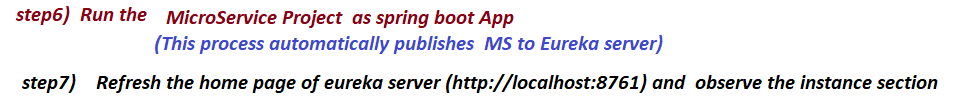 step6) Run the MicroService Project as spring boot App
(This process automatically publishes MS to Eureka server)
step7) Refresh the home page of eureka server (http://localhost:8761) and observe the instance section